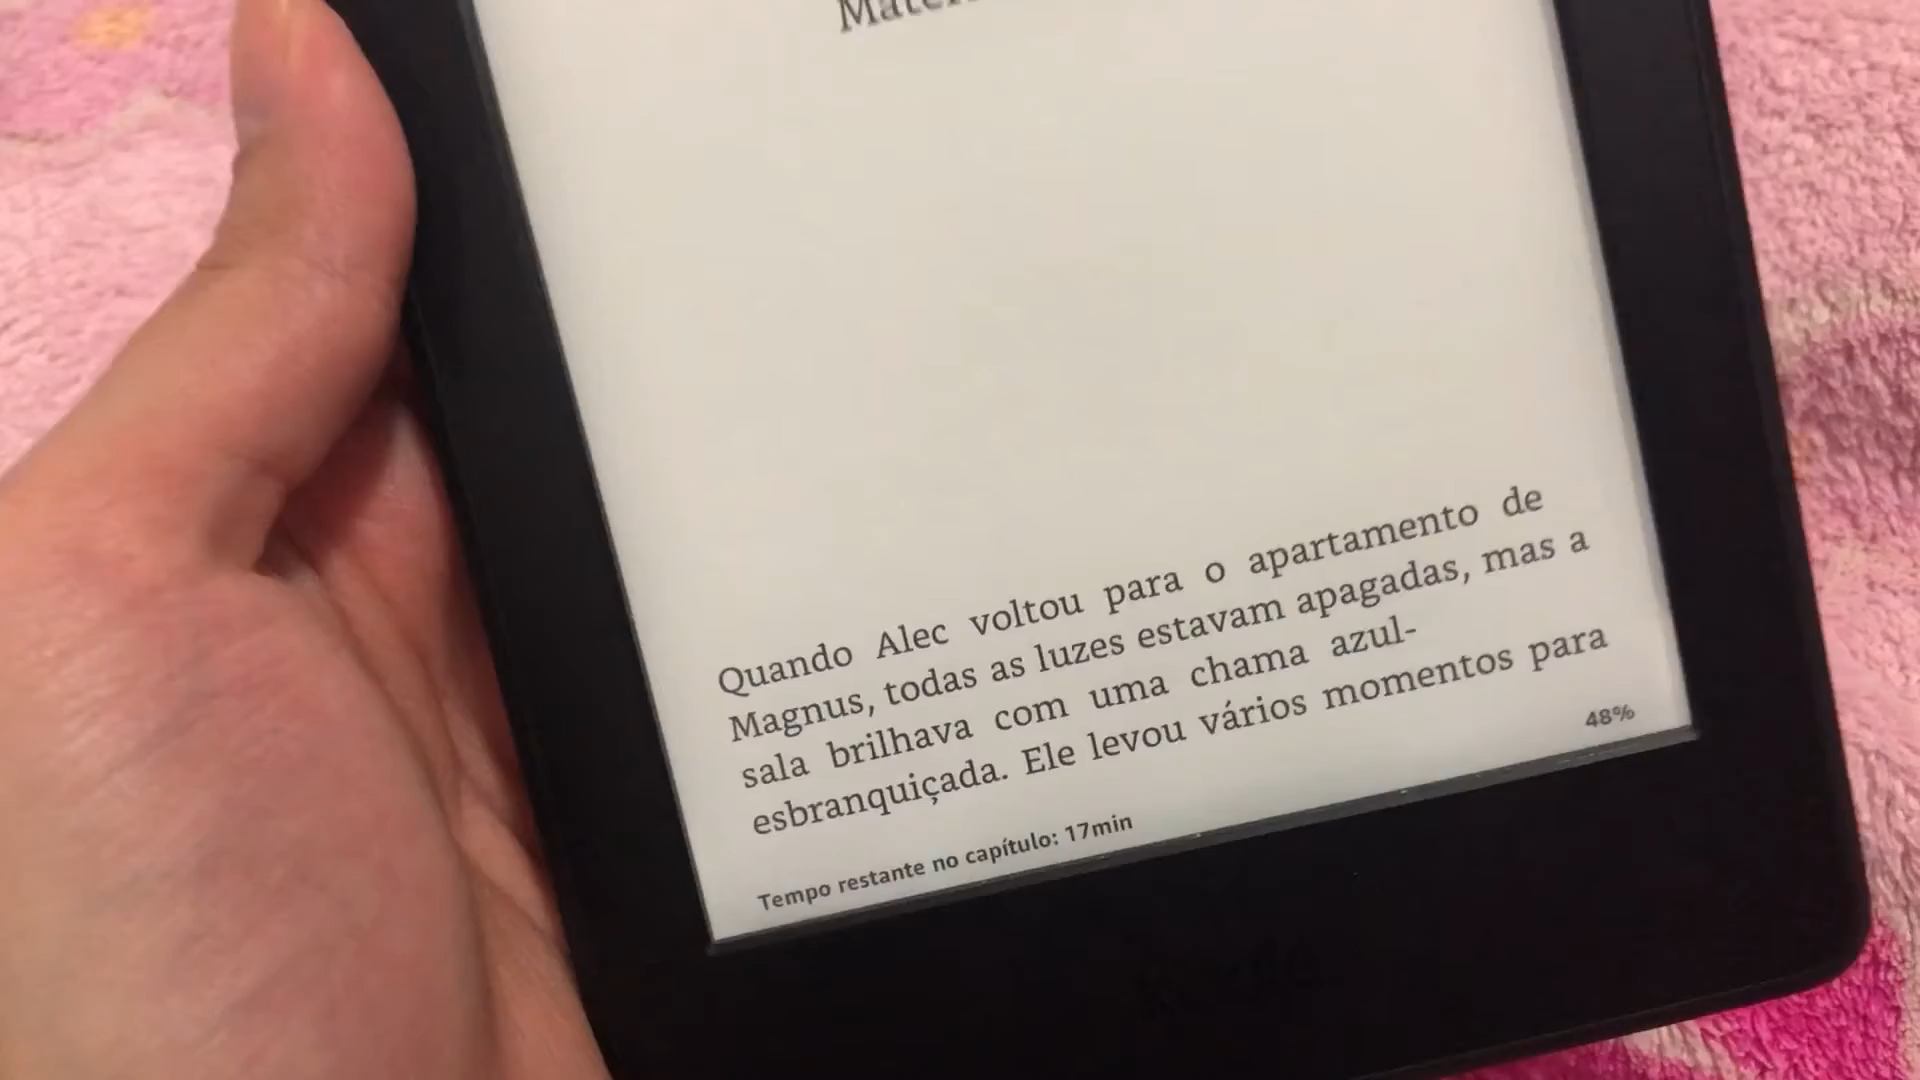 Quando Alec voltou para o apartamento de
Magnus, todas as luzes estavam apagadas, mas a
sala brilhava com uma chama azul-
esbranquiçada. Ele levou vários momentos para
48%
Tempo restante no capítulo: 17min